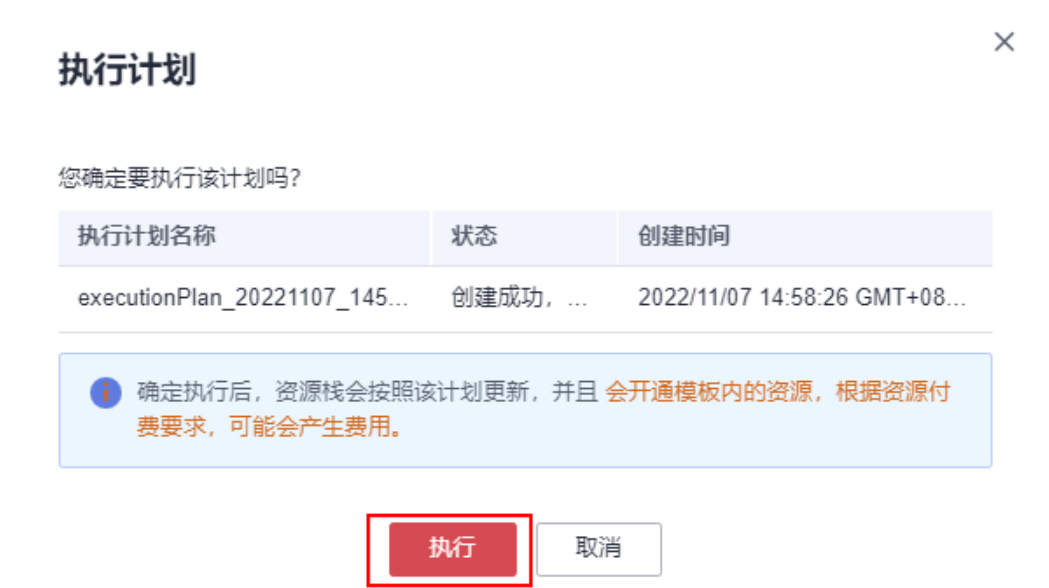 执行计划
您确定要执行该计划吗?
执行计划名称 状态 创建时间
executionPlan_20221107_145... 创建成功，... 2022/11/07 14:58:26 GMT+08...
确定执行后，资源栈会按照该计划更新，并且 会开通模板内的资源，根据资源付
费要求，可能会产生费用。
执行 取消